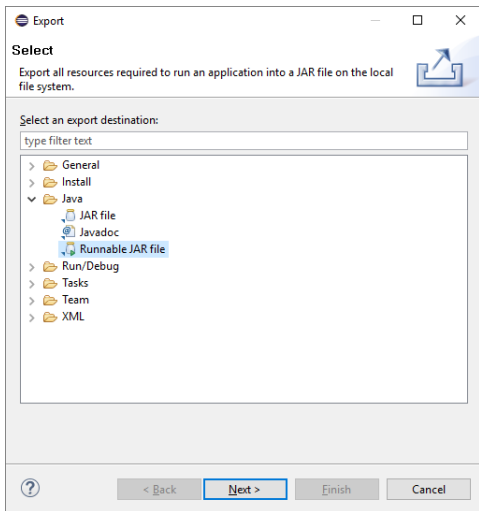 Export
Select
Export all resources required to run an application into a JAR file on the local
file system.
Select an export destination:
type filter text
General
Install
Java
JAR file
Javadoc
Runnable JAR file
Run/Debug
Tasks
Team
XML
< Back Next > Finish Cancel